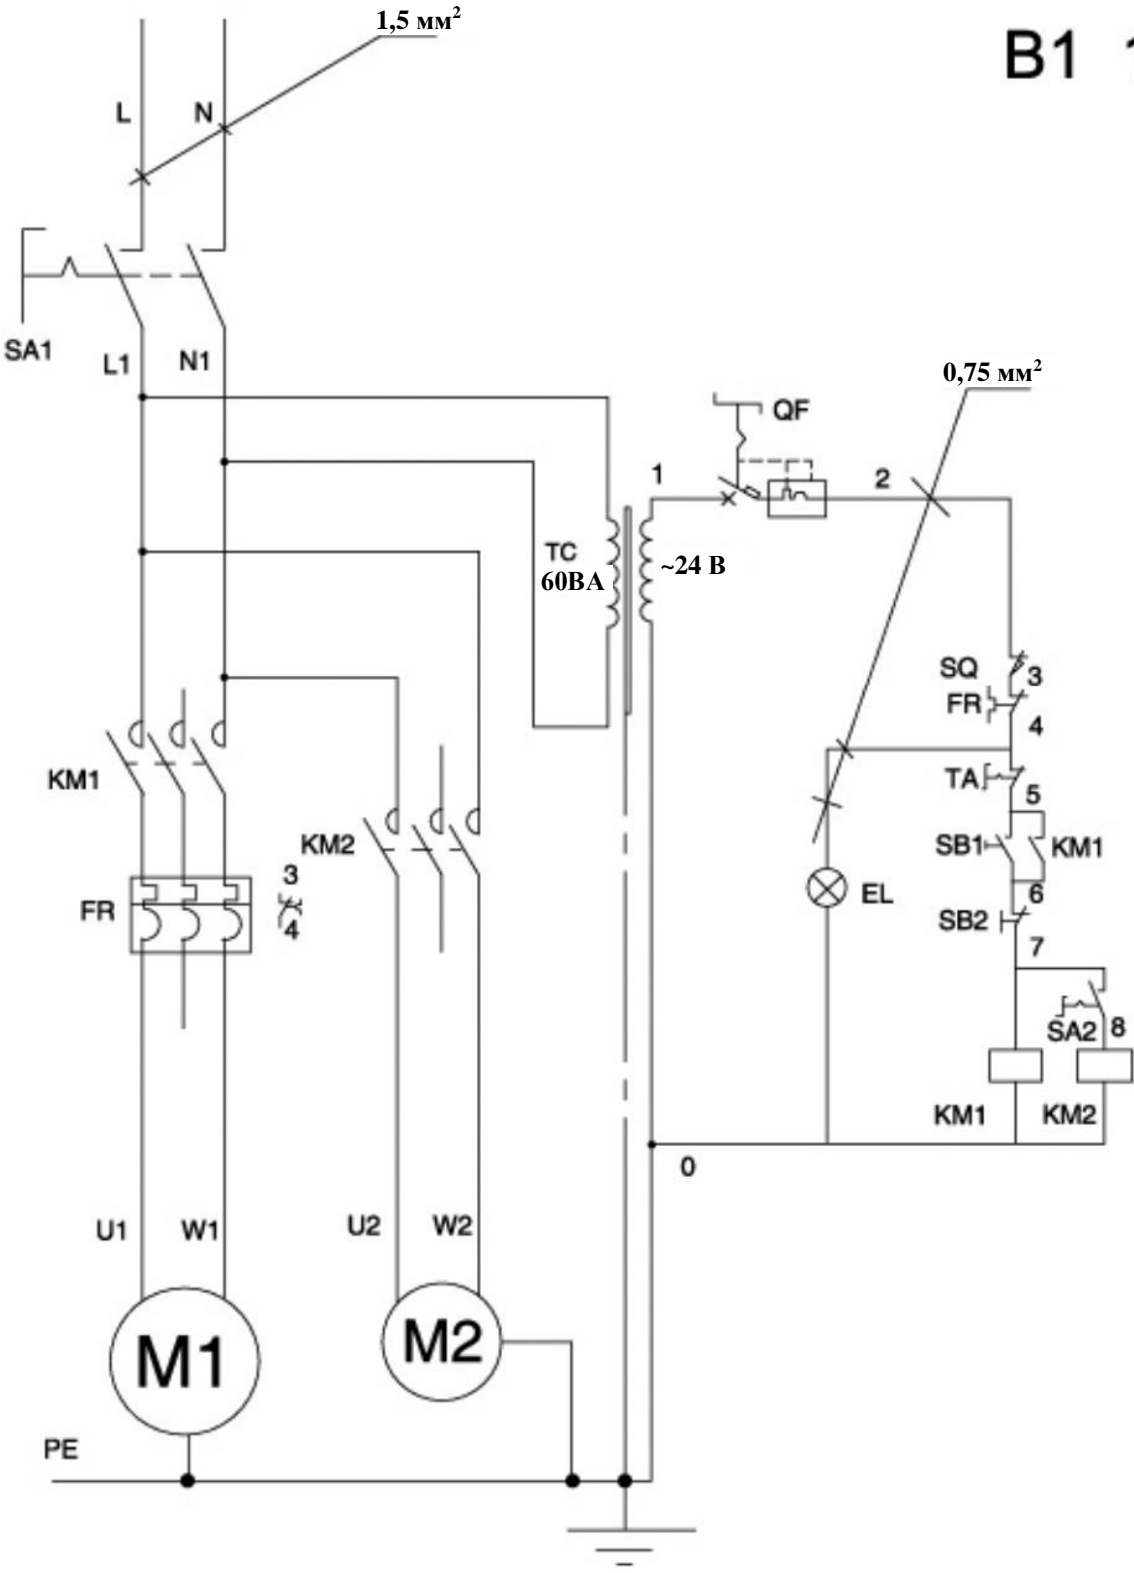 1,5 мм²
B1
L
N
SA1
L1
N1
0,75 мм²
QF
1
2
TC
60ВА
~24 В
SQ
3
FR
4
KM1
TA
5
KM2
SB1
KM1
3
6
FR
EL
SB2
4
7
SA2
8
KM1
KM2
0
U1
W1
U2
W2
M1
M2
PE